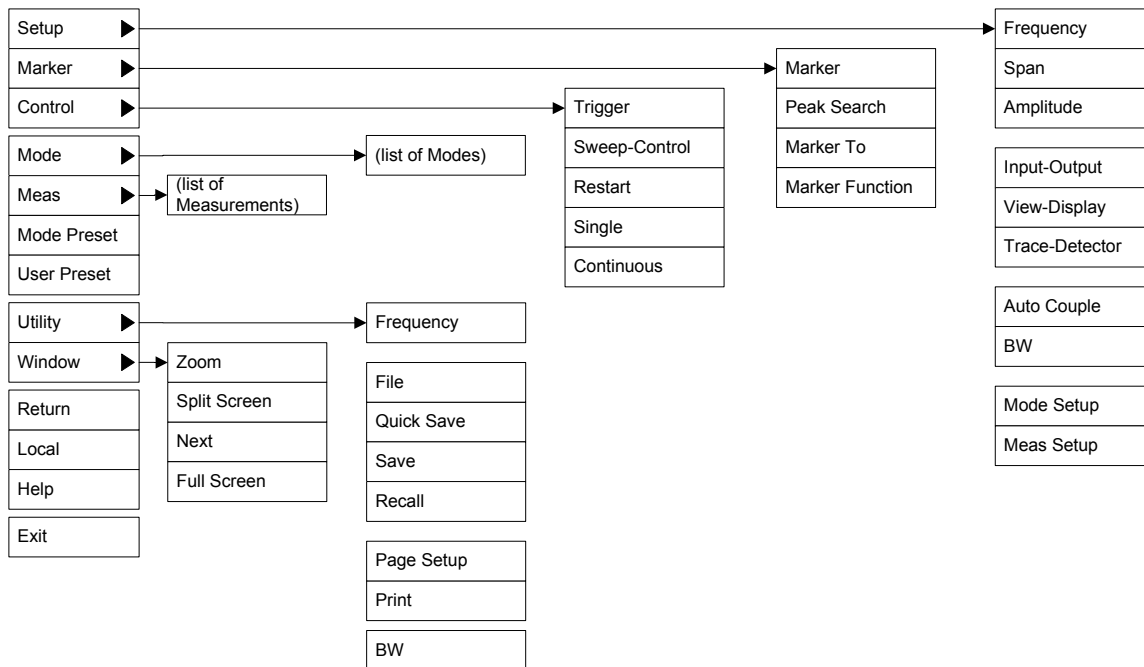 Setup
Marker
Control
Mode
Meas
Mode Preset
User Preset
Utility
Window
Return
Local
Help
Exit
(list of
Measurements)
Zoom
Split Screen
Next
Full Screen
(list of Modes)
Frequency
File
Quick Save
Save
Recall
Page Setup
Print
BW
Trigger
Sweep-Control
Restart
Single
Continuous
Marker
Peak Search
Marker To
Marker Function
Frequency
Span
Amplitude
Input-Output
View-Display
Trace-Detector
Auto Couple
BW
Mode Setup
Meas Setup